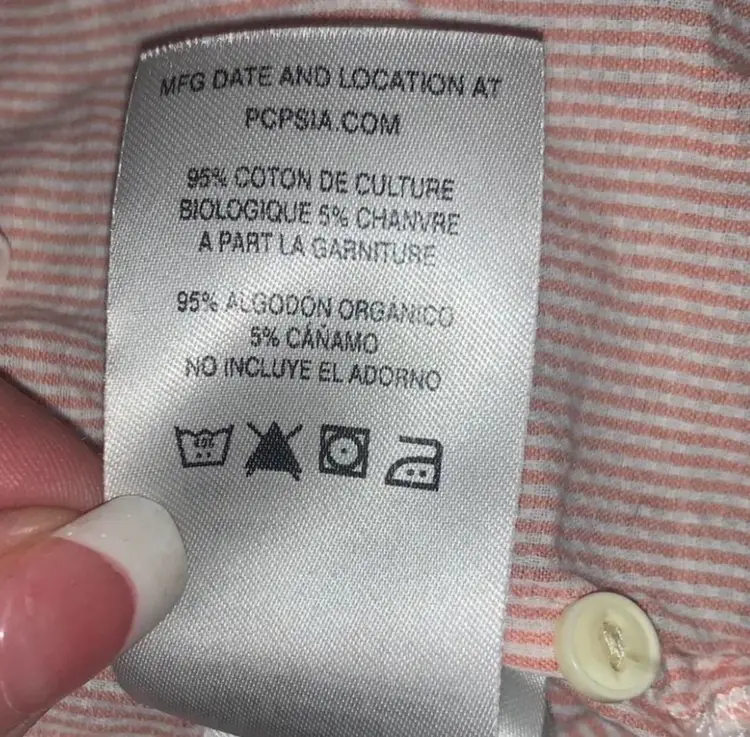 MFG DATE AND LOCATION AT
PCPSIA.COM
95% COTON DE CULTURE
BIOLOGIQUE 5% CHANVRE
A PART LA GARNITURE
95% ALGODÓN ORGÁNICO
5% CÁÑAMO
NO INCLUYE EL ADORNO